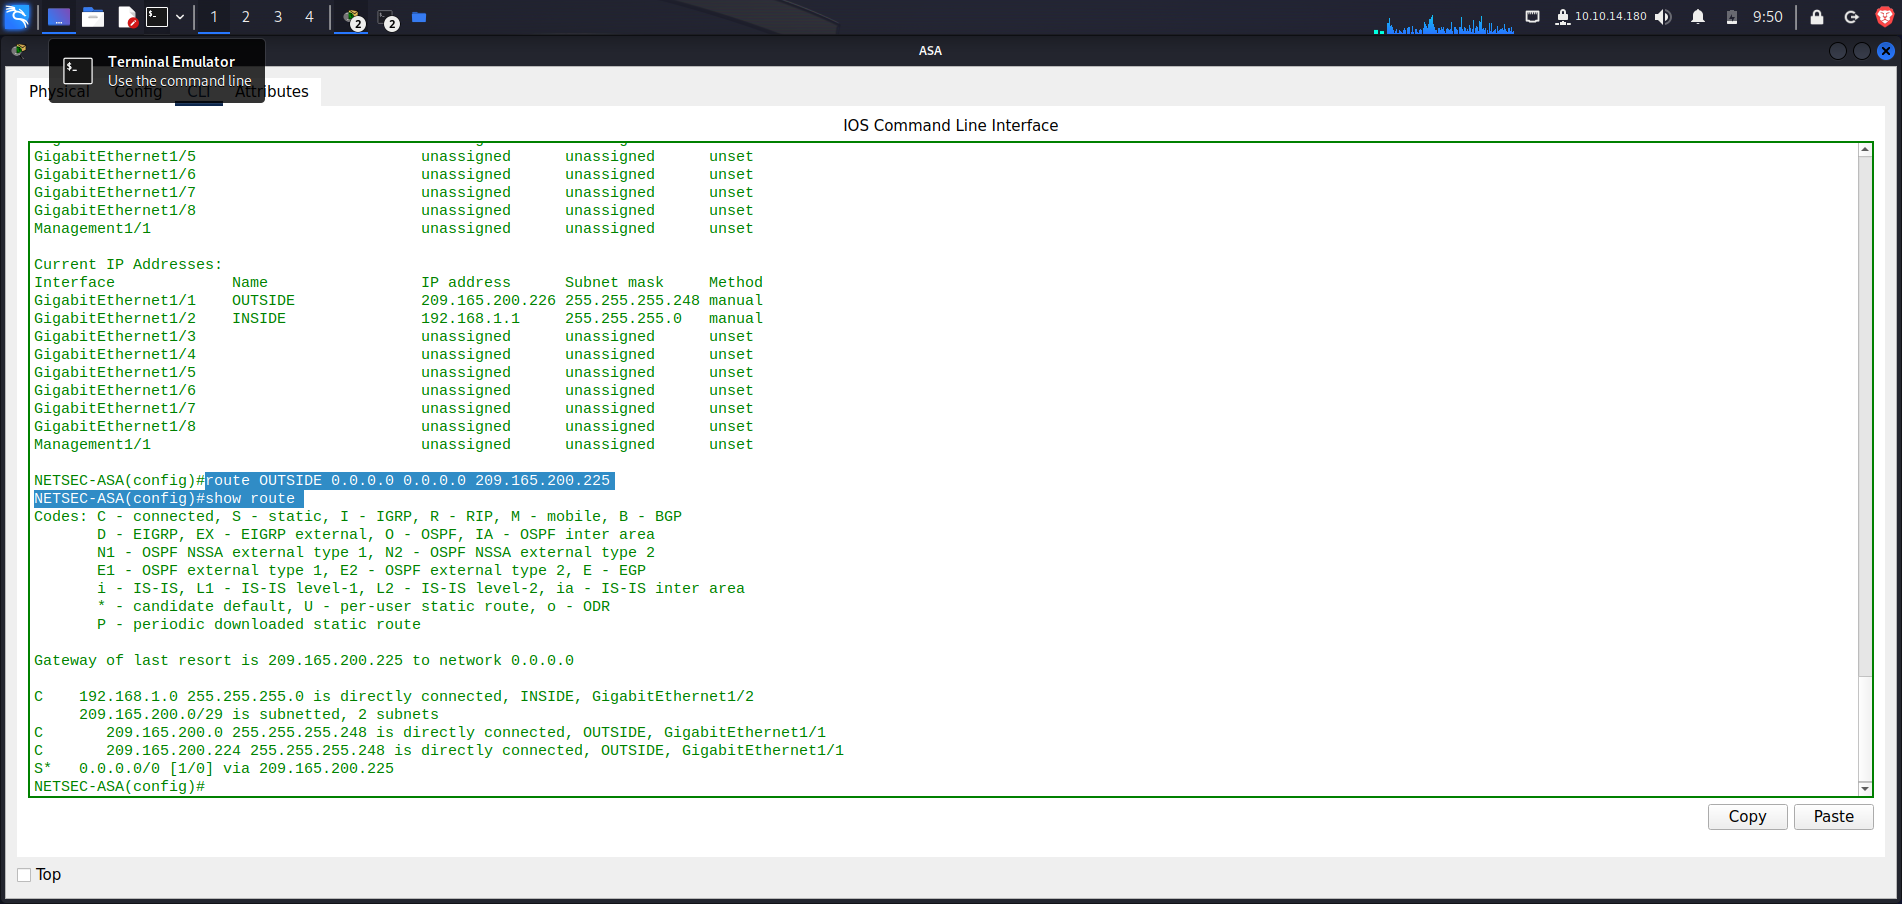 1 2 3 4 2 2 10.10.14.180 9:50
ASA
Terminal Emulator
Use the command line
Physical Config CLI Attributes
IOS Command Line Interface
GigabitEthernet1/5 unassigned unassigned unset
GigabitEthernet1/6 unassigned unassigned unset
GigabitEthernet1/7 unassigned unassigned unset
GigabitEthernet1/8 unassigned unassigned unset
Management1/1 unassigned unassigned unset
Current IP Addresses:
Interface Name IP address Subnet mask Method
GigabitEthernet1/1 OUTSIDE 209.165.200.226 255.255.255.248 manual
GigabitEthernet1/2 INSIDE 192.168.1.1 255.255.255.0 manual
GigabitEthernet1/3 unassigned unassigned unset
GigabitEthernet1/4 unassigned unassigned unset
GigabitEthernet1/5 unassigned unassigned unset
GigabitEthernet1/6 unassigned unassigned unset
GigabitEthernet1/7 unassigned unassigned unset
GigabitEthernet1/8 unassigned unassigned unset
Management1/1 unassigned unassigned unset
NETSEC-ASA(config)#route OUTSIDE 0.0.0.0 0.0.0.0 209.165.200.225
NETSEC-ASA(config)#show route
Codes: C - connected, S - static, I - IGRP, R - RIP, M - mobile, B - BGP
D - EIGRP, EX - EIGRP external, O - OSPF, IA - OSPF inter area
N1 - OSPF NSSA external type 1, N2 - OSPF NSSA external type 2
E1 - OSPF external type 1, E2 - OSPF external type 2, E - EGP
i - IS-IS, L1 - IS-IS level-1, L2 - IS-IS level-2, ia - IS-IS inter area
* - candidate default, U - per-user static route, o - ODR
P - periodic downloaded static route
Gateway of last resort is 209.165.200.225 to network 0.0.0.0
C 192.168.1.0 255.255.255.0 is directly connected, INSIDE, GigabitEthernet1/2
209.165.200.0/29 is subnetted, 2 subnets
C 209.165.200.0 255.255.255.248 is directly connected, OUTSIDE, GigabitEthernet1/1
C 209.165.200.224 255.255.255.248 is directly connected, OUTSIDE, GigabitEthernet1/1
S* 0.0.0.0/0 [1/0] via 209.165.200.225
NETSEC-ASA(config)#
Copy Paste
Top